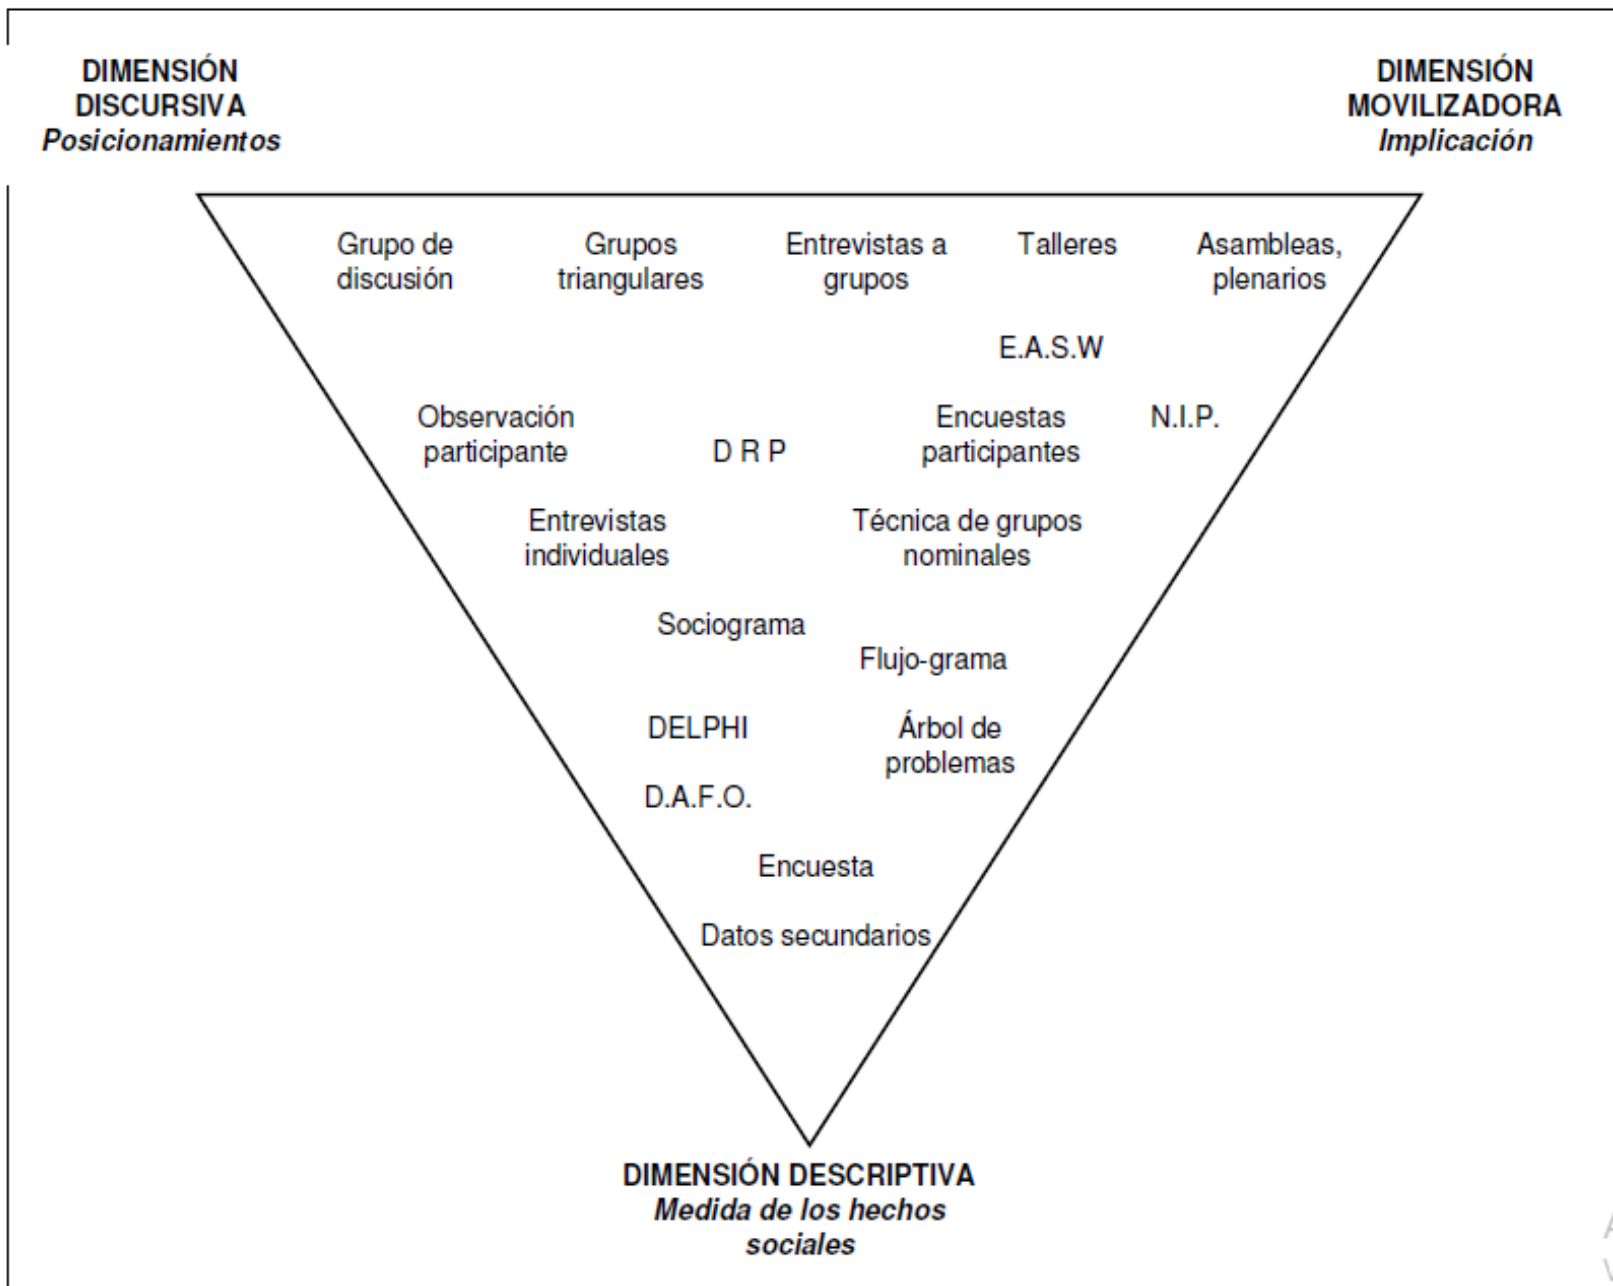 DIMENSIÓN
DISCURSIVA
Posicionamientos
DIMENSIÓN
MOVILIZADORA
Implicación
Grupo de
discusión
Grupos
triangulares
Entrevistas a
grupos
Talleres
Asambleas,
plenarios
E.A.S.W
Observación
participante
D R P
Encuestas
participantes
N.I.P.
Entrevistas
individuales
Técnica de grupos
nominales
Sociograma
Flujo-grama
DELPHI
Árbol de
problemas
D.A.F.O.
Encuesta
Datos secundarios
DIMENSIÓN DESCRIPTIVA
Medida de los hechos
sociales